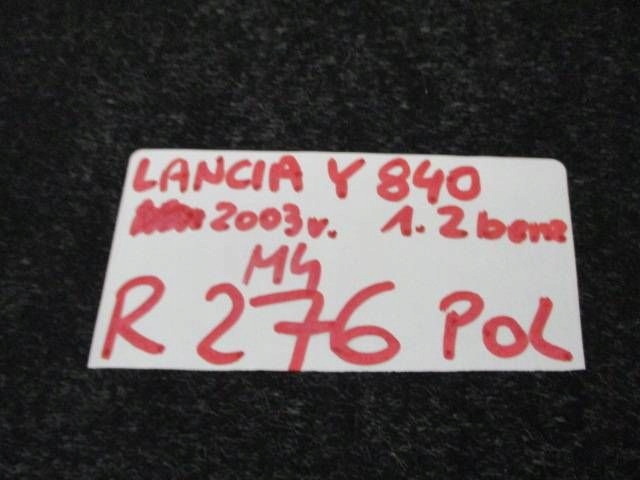 LANCIA Y 840
2003r. 1.2 benz
M4
R 276 POL